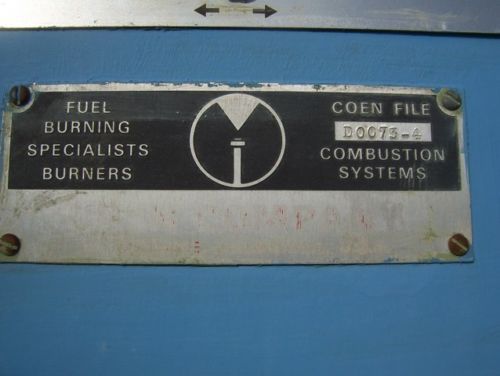 FUEL
BURNING
SPECIALISTS
BURNERS
COEN FILE
D0073-4
COMBUSTION
SYSTEMS